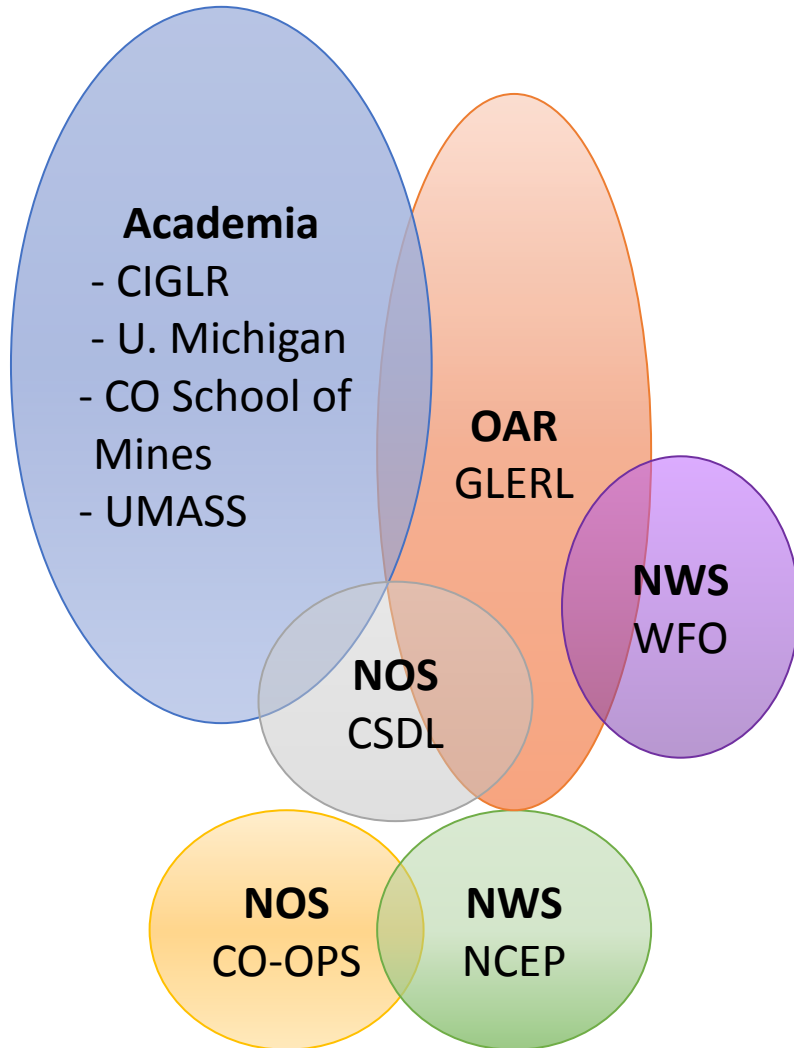 Academia
- CIGLR
- U. Michigan
- CO School of
Mines
- UMASS
OAR
GLERL
NWS
WFO
NOS
CSDL
NOS
CO-OPS
NWS
NCEP